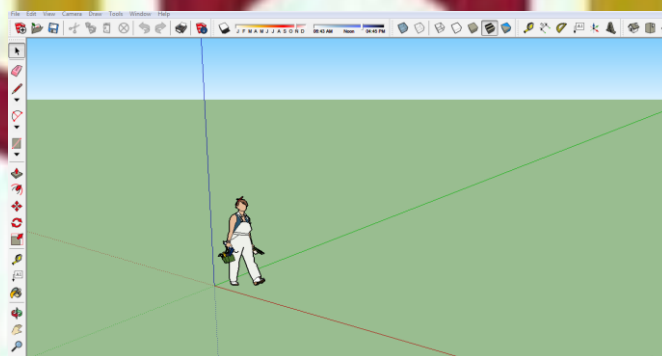 File Edit View Camera Draw Tools Window Help
J F M A M J J A S O N D 06:43 AM Noon 04:45 PM